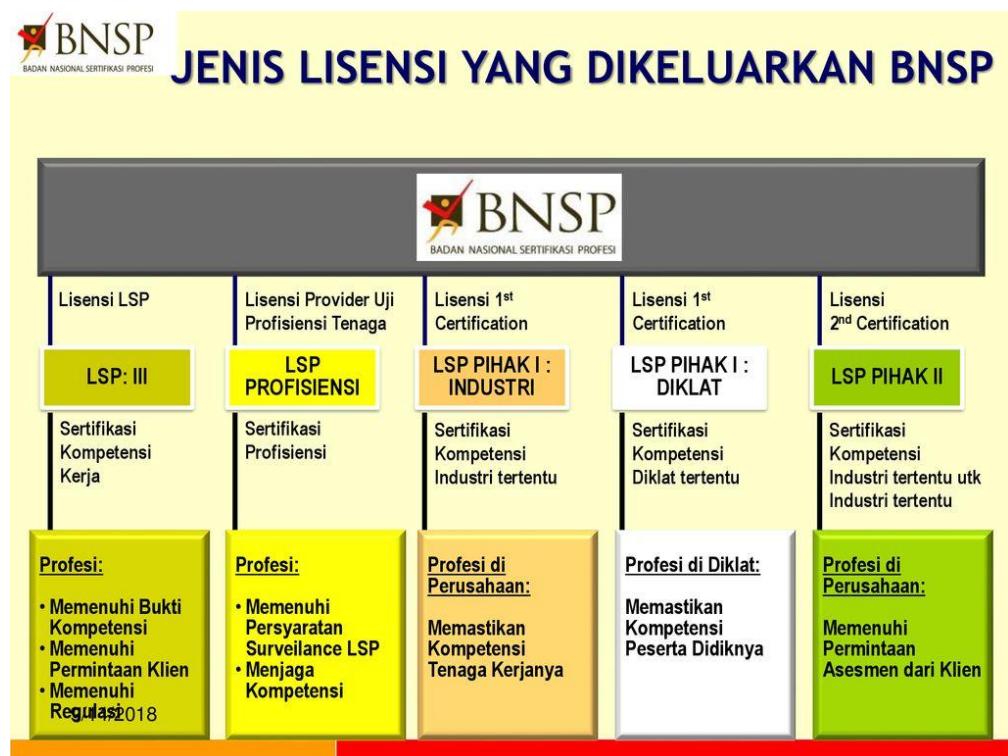 BNSP
BADAN NASIONAL SERTIFIKASI PROFESI
JENIS LISENSI YANG DIKELUARKAN BNSP
BNSP
BADAN NASIONAL SERTIFIKASI PROFESI
Lisensi LSP
LSP: III
Sertifikasi
Kompetensi
Kerja
Profesi:
• Memenuhi Bukti
Kompetensi
• Memenuhi
Permintaan Klien
• Memenuhi
Regulasi
9/14/2018
Lisensi Provider Uji
Profisiensi Tenaga
LSP
PROFISIENSI
Sertifikasi
Profisiensi
Profesi:
• Memenuhi
Persyaratan
Surveilance LSP
• Menjaga
Kompetensi
Lisensi 1st
Certification
LSP PIHAK I :
INDUSTRI
Sertifikasi
Kompetensi
Industri tertentu
Profesi di
Perusahaan:
Memastikan
Kompetensi
Tenaga Kerjanya
Lisensi 1st
Certification
LSP PIHAK I :
DIKLAT
Sertifikasi
Kompetensi
Diklat tertentu
Profesi di Diklat:
Memastikan
Kompetensi
Peserta Didiknya
Lisensi
2nd Certification
LSP PIHAK II
Sertifikasi
Kompetensi
Industri tertentu utk
Industri tertentu
Profesi di
Perusahaan:
Memenuhi
Permintaan
Asesmen dari Klien